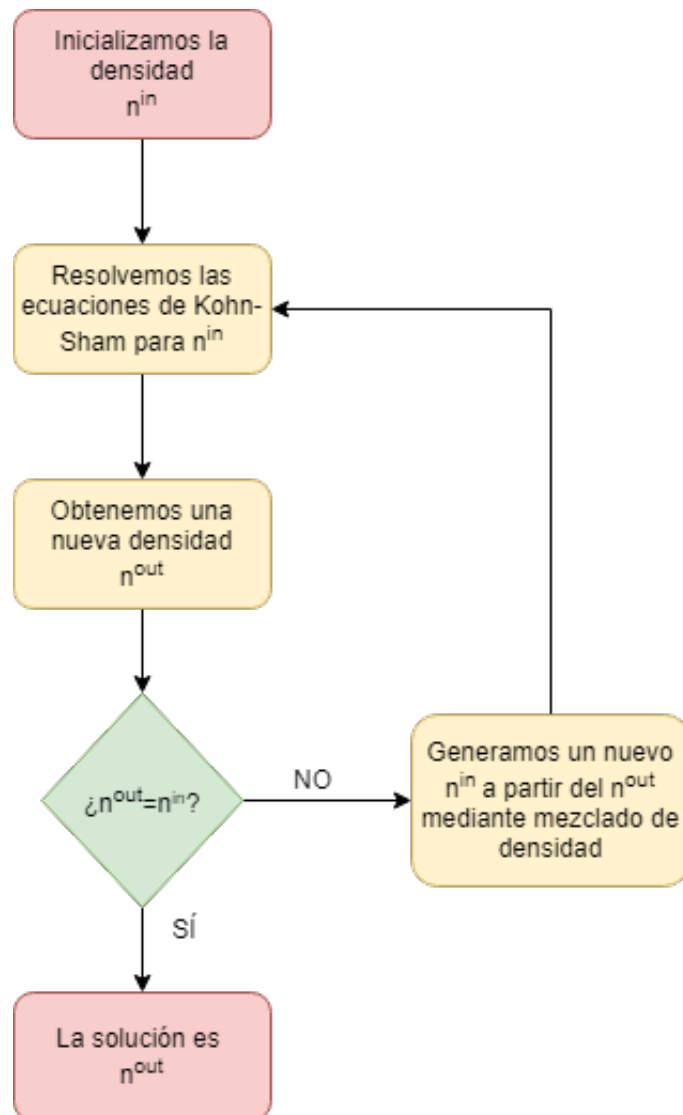 Inicializamos la
densidad
n^in
Resolvemos las
ecuaciones de Kohn-
Sham para n^in
Obtenemos una
nueva densidad
n^out
¿n^out=n^in?
NO
Generamos un nuevo
n^in a partir del n^out
mediante mezclado de
densidad
SÍ
La solución es
n^out